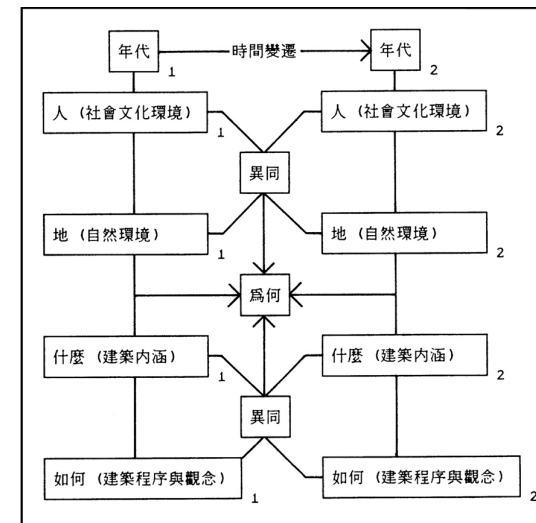 年代 1 時間變遷 年代 2
人 (社會文化環境) 1 人 (社會文化環境) 2
異同
地 (自然環境) 1 地 (自然環境) 2
爲何
什麼 (建築内涵) 1 什麼 (建築内涵) 2
異同
如何 (建築程序與觀念) 1 如何 (建築程序與觀念) 2